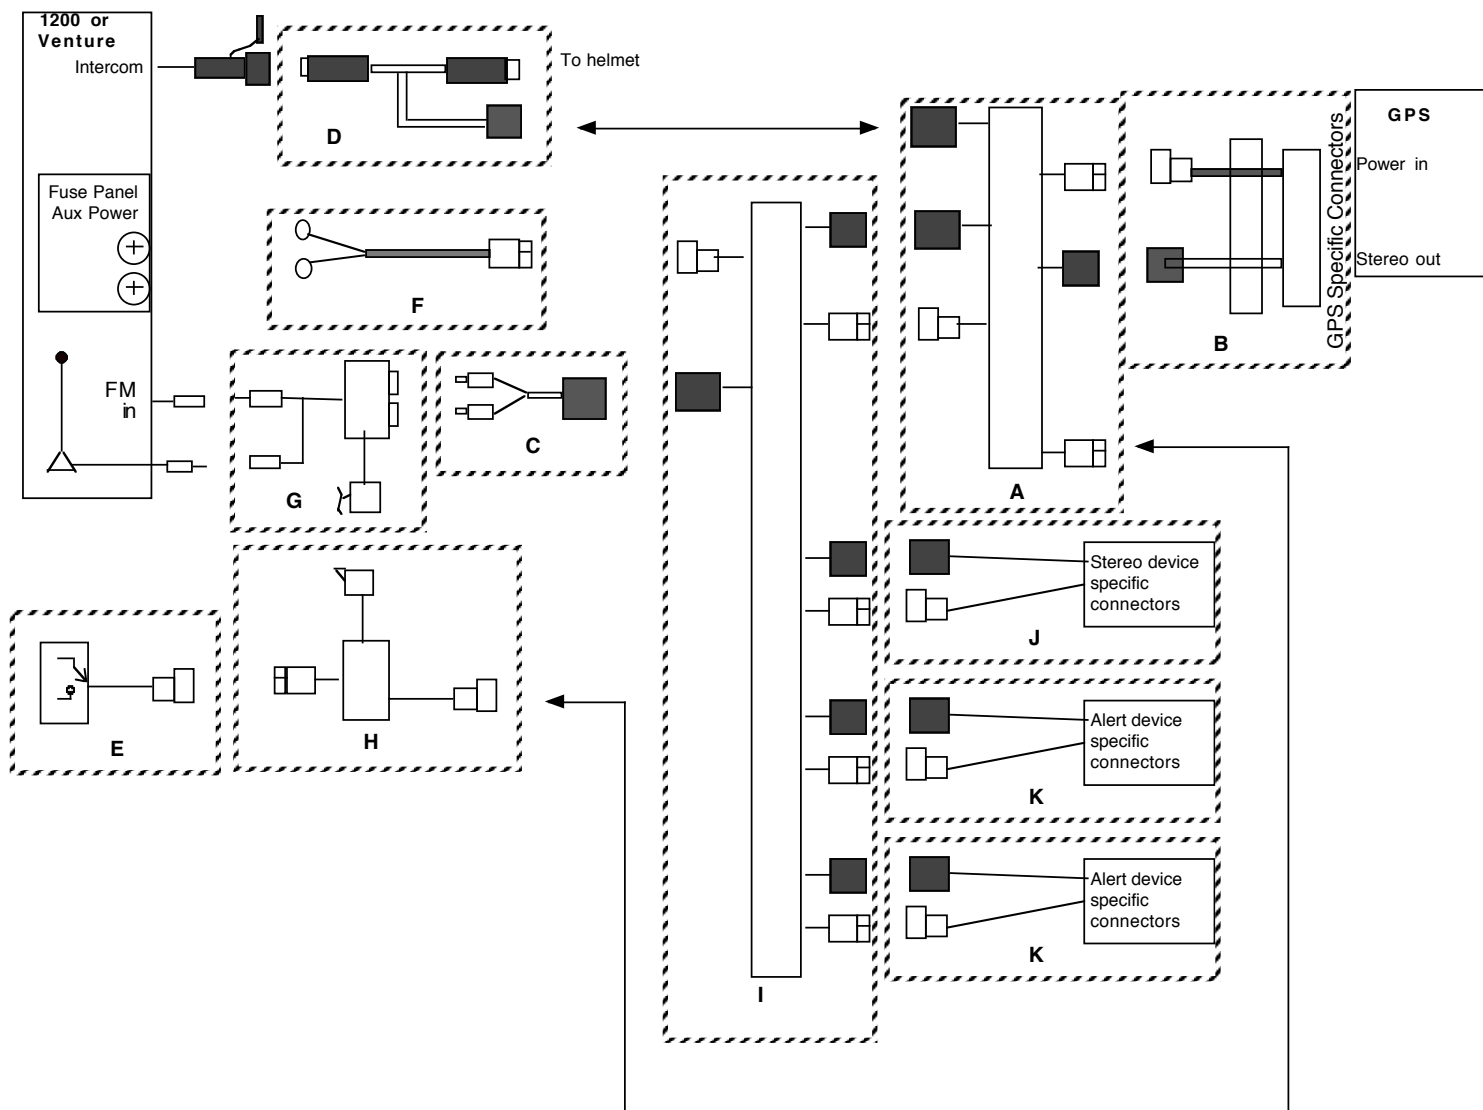 1200 or
Venture
Intercom
To helmet
D
Fuse Panel
Aux Power
F
FM
in
G
C
E
H
I
A
B
GPS Specific Connectors
GPS
Power in
Stereo out
Stereo device
specific
connectors
J
Alert device
specific
connectors
K
Alert device
specific
connectors
K